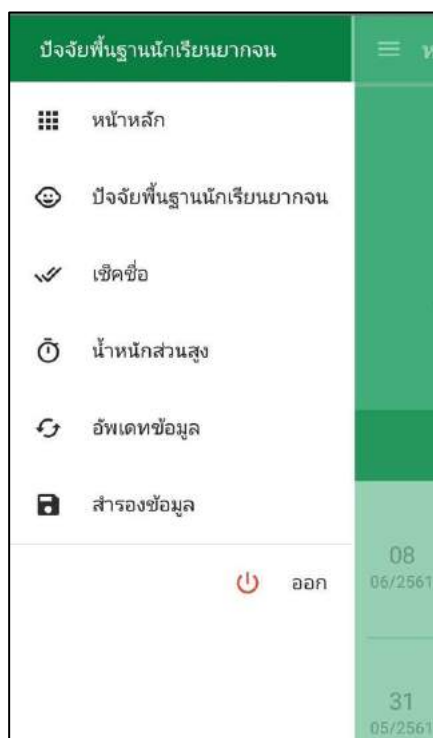 ปัจจัยพื้นฐานนักเรียนยากจน
หน้าหลัก
ปัจจัยพื้นฐานนักเรียนยากจน
เช็คชื่อ
น้ำหนักส่วนสูง
อัพเดทข้อมูล
สำรองข้อมูล
ออก
08
06/2561
31
05/2561